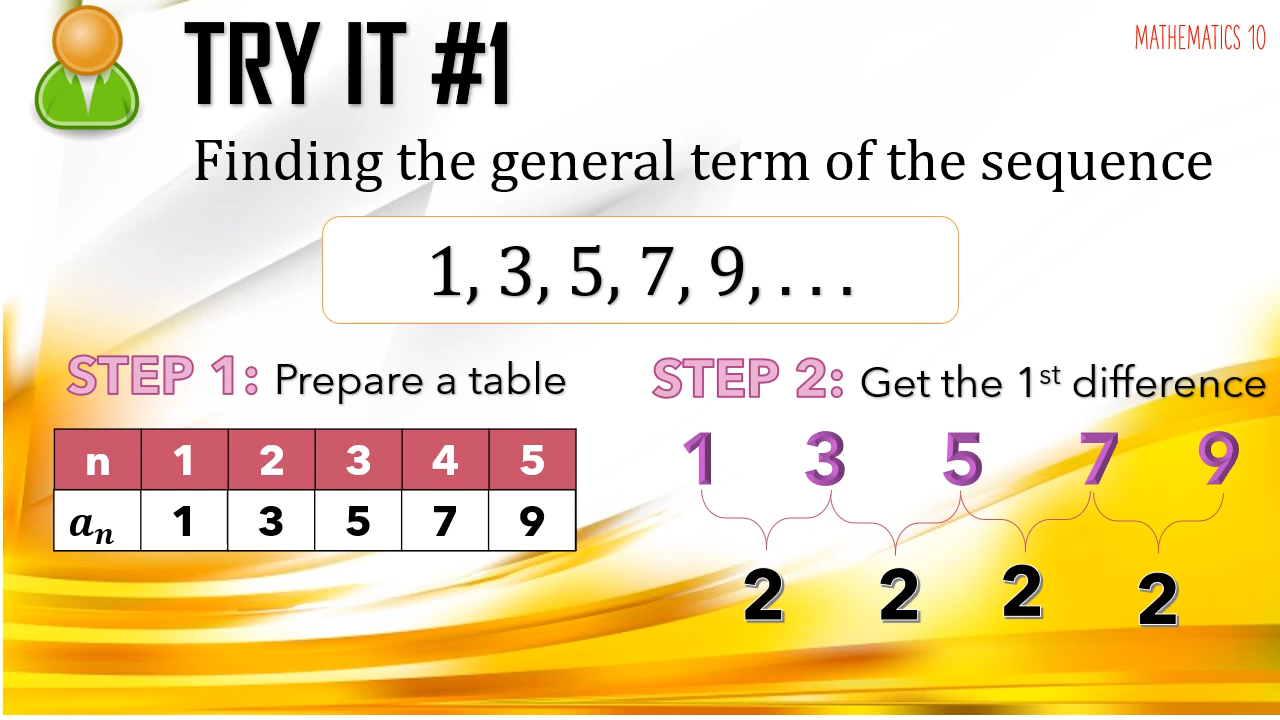 TRY IT #1
MATHEMATICS 10
Finding the general term of the sequence
1, 3, 5, 7, 9, . . .
STEP 1: Prepare a table
n 1 2 3 4 5
aₙ 1 3 5 7 9
STEP 2: Get the 1ˢᵗ difference
1 3 5 7 9
2 2 2 2